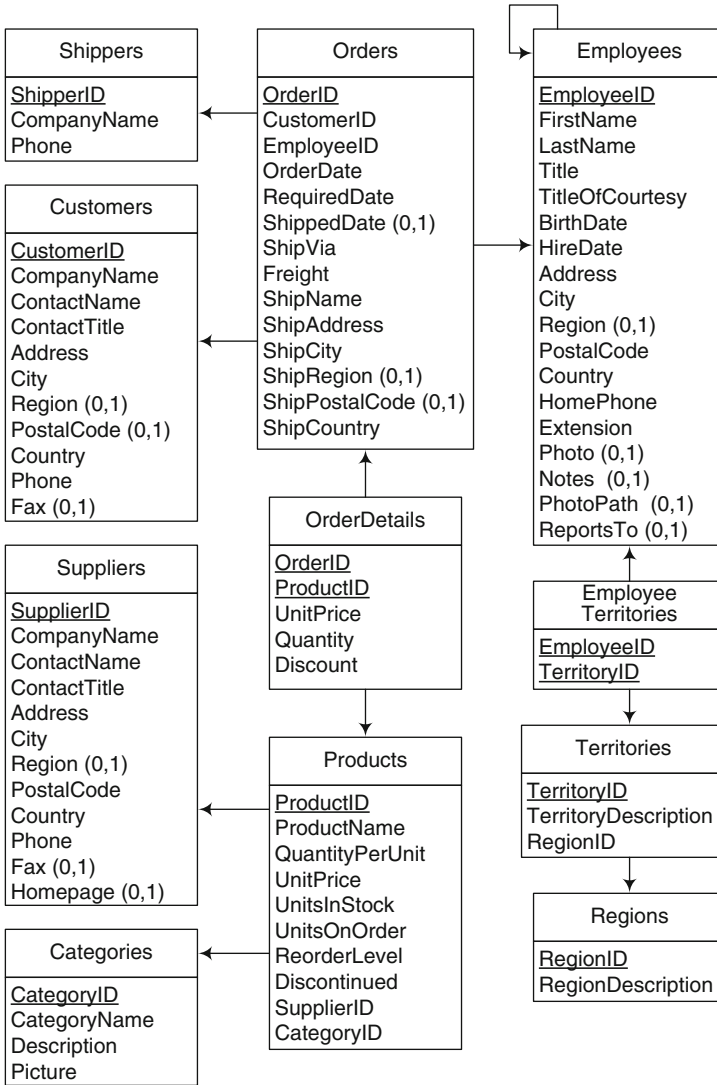 Shippers
ShipperID
CompanyName
Phone
Customers
CustomerID
CompanyName
ContactName
ContactTitle
Address
City
Region (0,1)
PostalCode (0,1)
Country
Phone
Fax (0,1)
Suppliers
SupplierID
CompanyName
ContactName
ContactTitle
Address
City
Region (0,1)
PostalCode
Country
Phone
Fax (0,1)
Homepage (0,1)
Categories
CategoryID
CategoryName
Description
Picture
Orders
OrderID
CustomerID
EmployeeID
OrderDate
RequiredDate
ShippedDate (0,1)
ShipVia
Freight
ShipName
ShipAddress
ShipCity
ShipRegion (0,1)
ShipPostalCode (0,1)
ShipCountry
OrderDetails
OrderID
ProductID
UnitPrice
Quantity
Discount
Products
ProductID
ProductName
QuantityPerUnit
UnitPrice
UnitsInStock
UnitsOnOrder
ReorderLevel
Discontinued
SupplierID
CategoryID
Employees
EmployeeID
FirstName
LastName
Title
TitleOfCourtesy
BirthDate
HireDate
Address
City
Region (0,1)
PostalCode
Country
HomePhone
Extension
Photo (0,1)
Notes (0,1)
PhotoPath (0,1)
ReportsTo (0,1)
Employee
Territories
EmployeeID
TerritoryID
Territories
TerritoryID
TerritoryDescription
RegionID
Regions
RegionID
RegionDescription